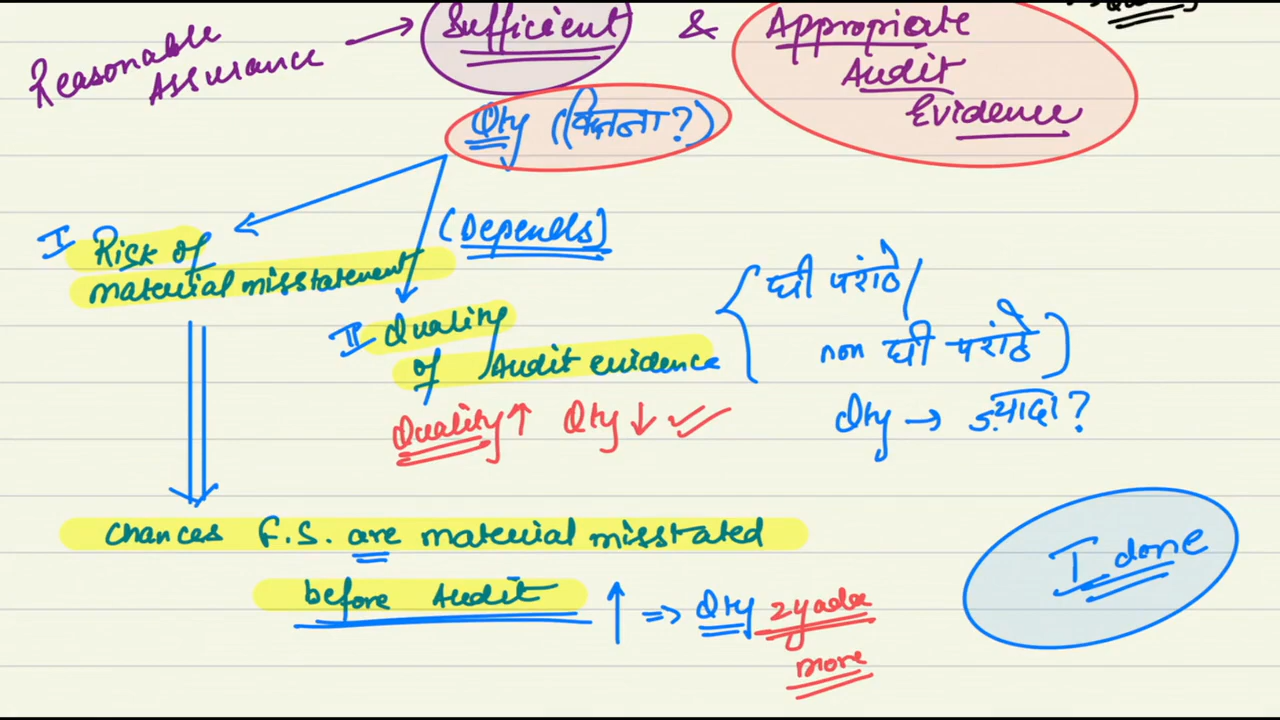 Reasonable Assurance → Sufficient & Appropriate Audit Evidence
Qty (कितना?)
(Depends)
I Risk of
material misstatement
II Quality
of Audit evidence
घी परांठे/
non घी परांठे
Qty → ज़्यादा?
Quality↑ Qty↓ ✓
chances F.S. are material misstated
before Audit ↑ ⇒ Qty zyada
more
I done